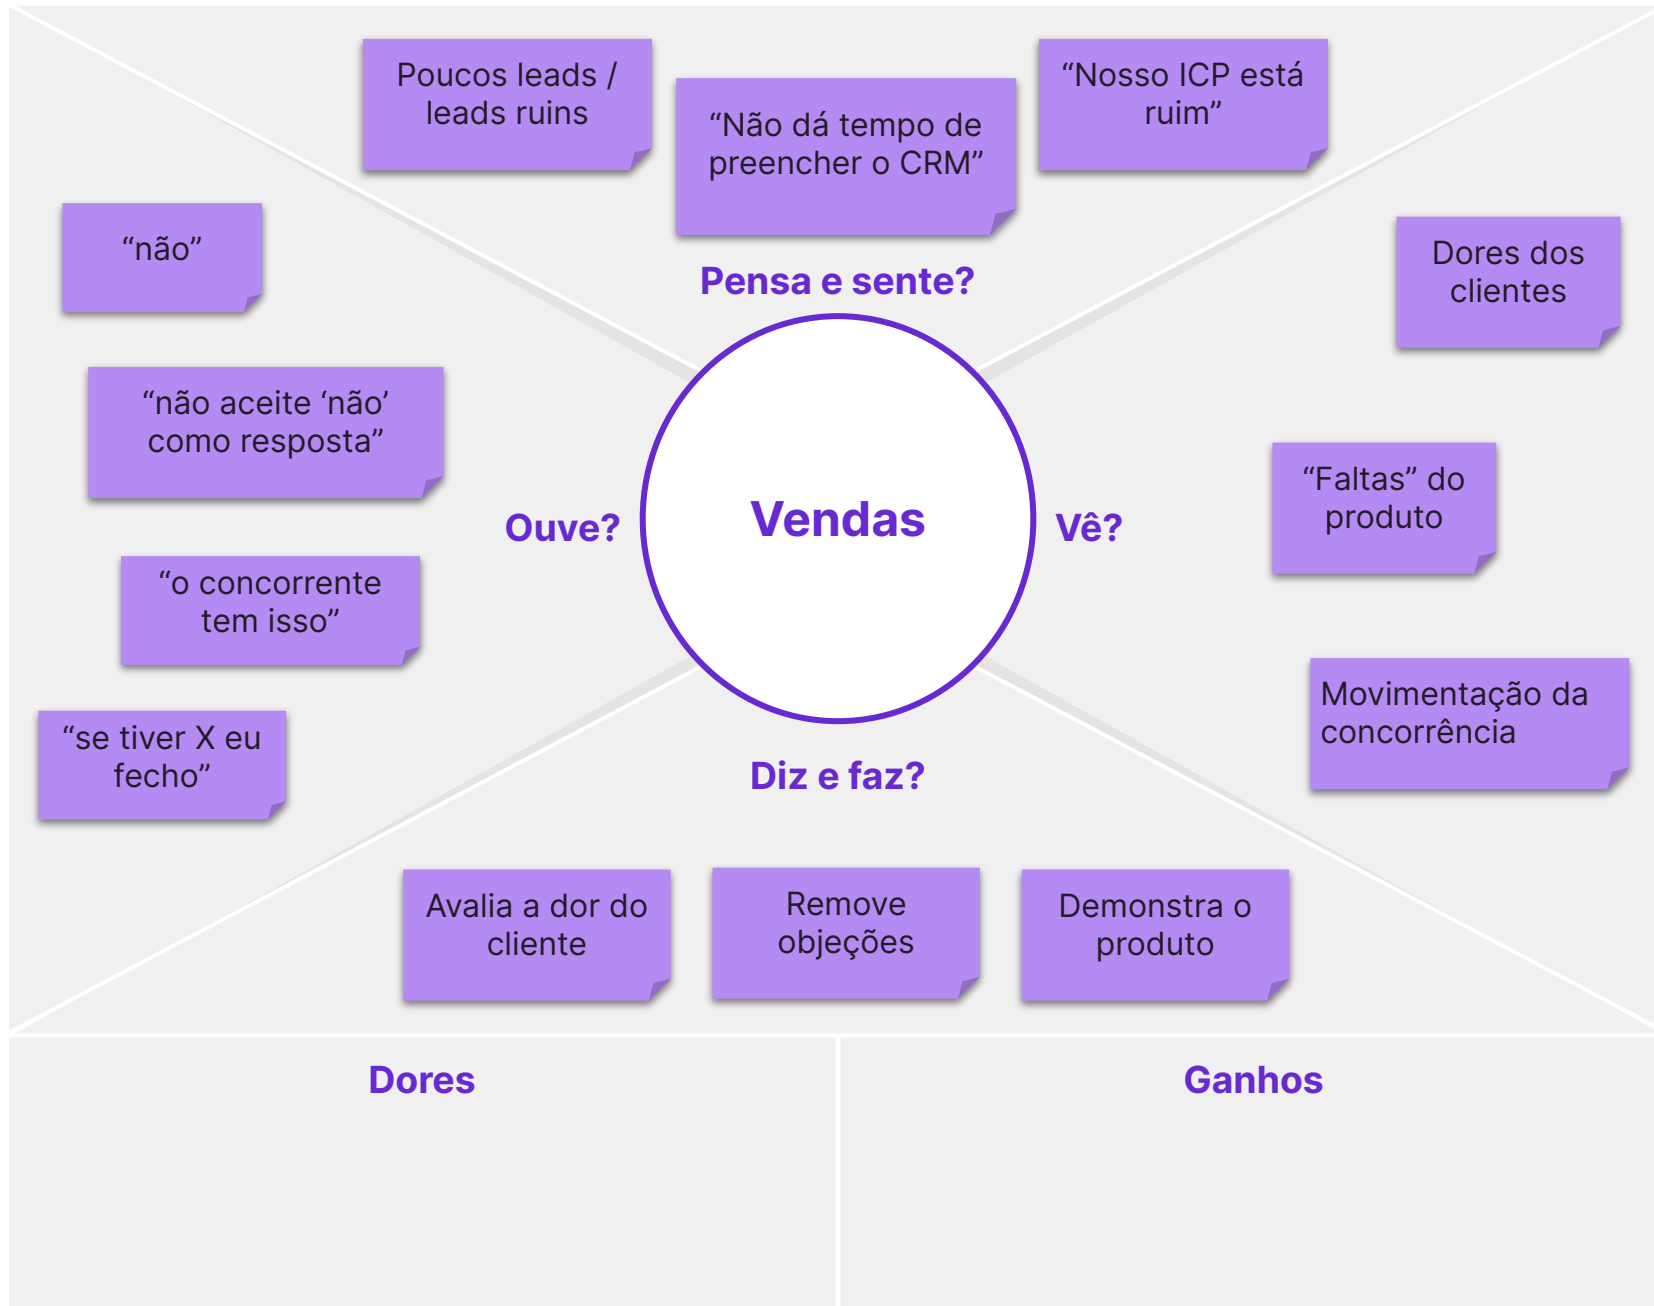 Poucos leads /
leads ruins
“Não dá tempo de
preencher o CRM”
“Nosso ICP está
ruim”
Pensa e sente?
“não”
“não aceite ‘não’
como resposta”
“o concorrente
tem isso”
“se tiver X eu
fecho”
Ouve?
Vendas
Vê?
Dores dos
clientes
“Faltas” do
produto
Movimentação da
concorrência
Diz e faz?
Avalia a dor do
cliente
Remove
objeções
Demonstra o
produto
Dores
Ganhos